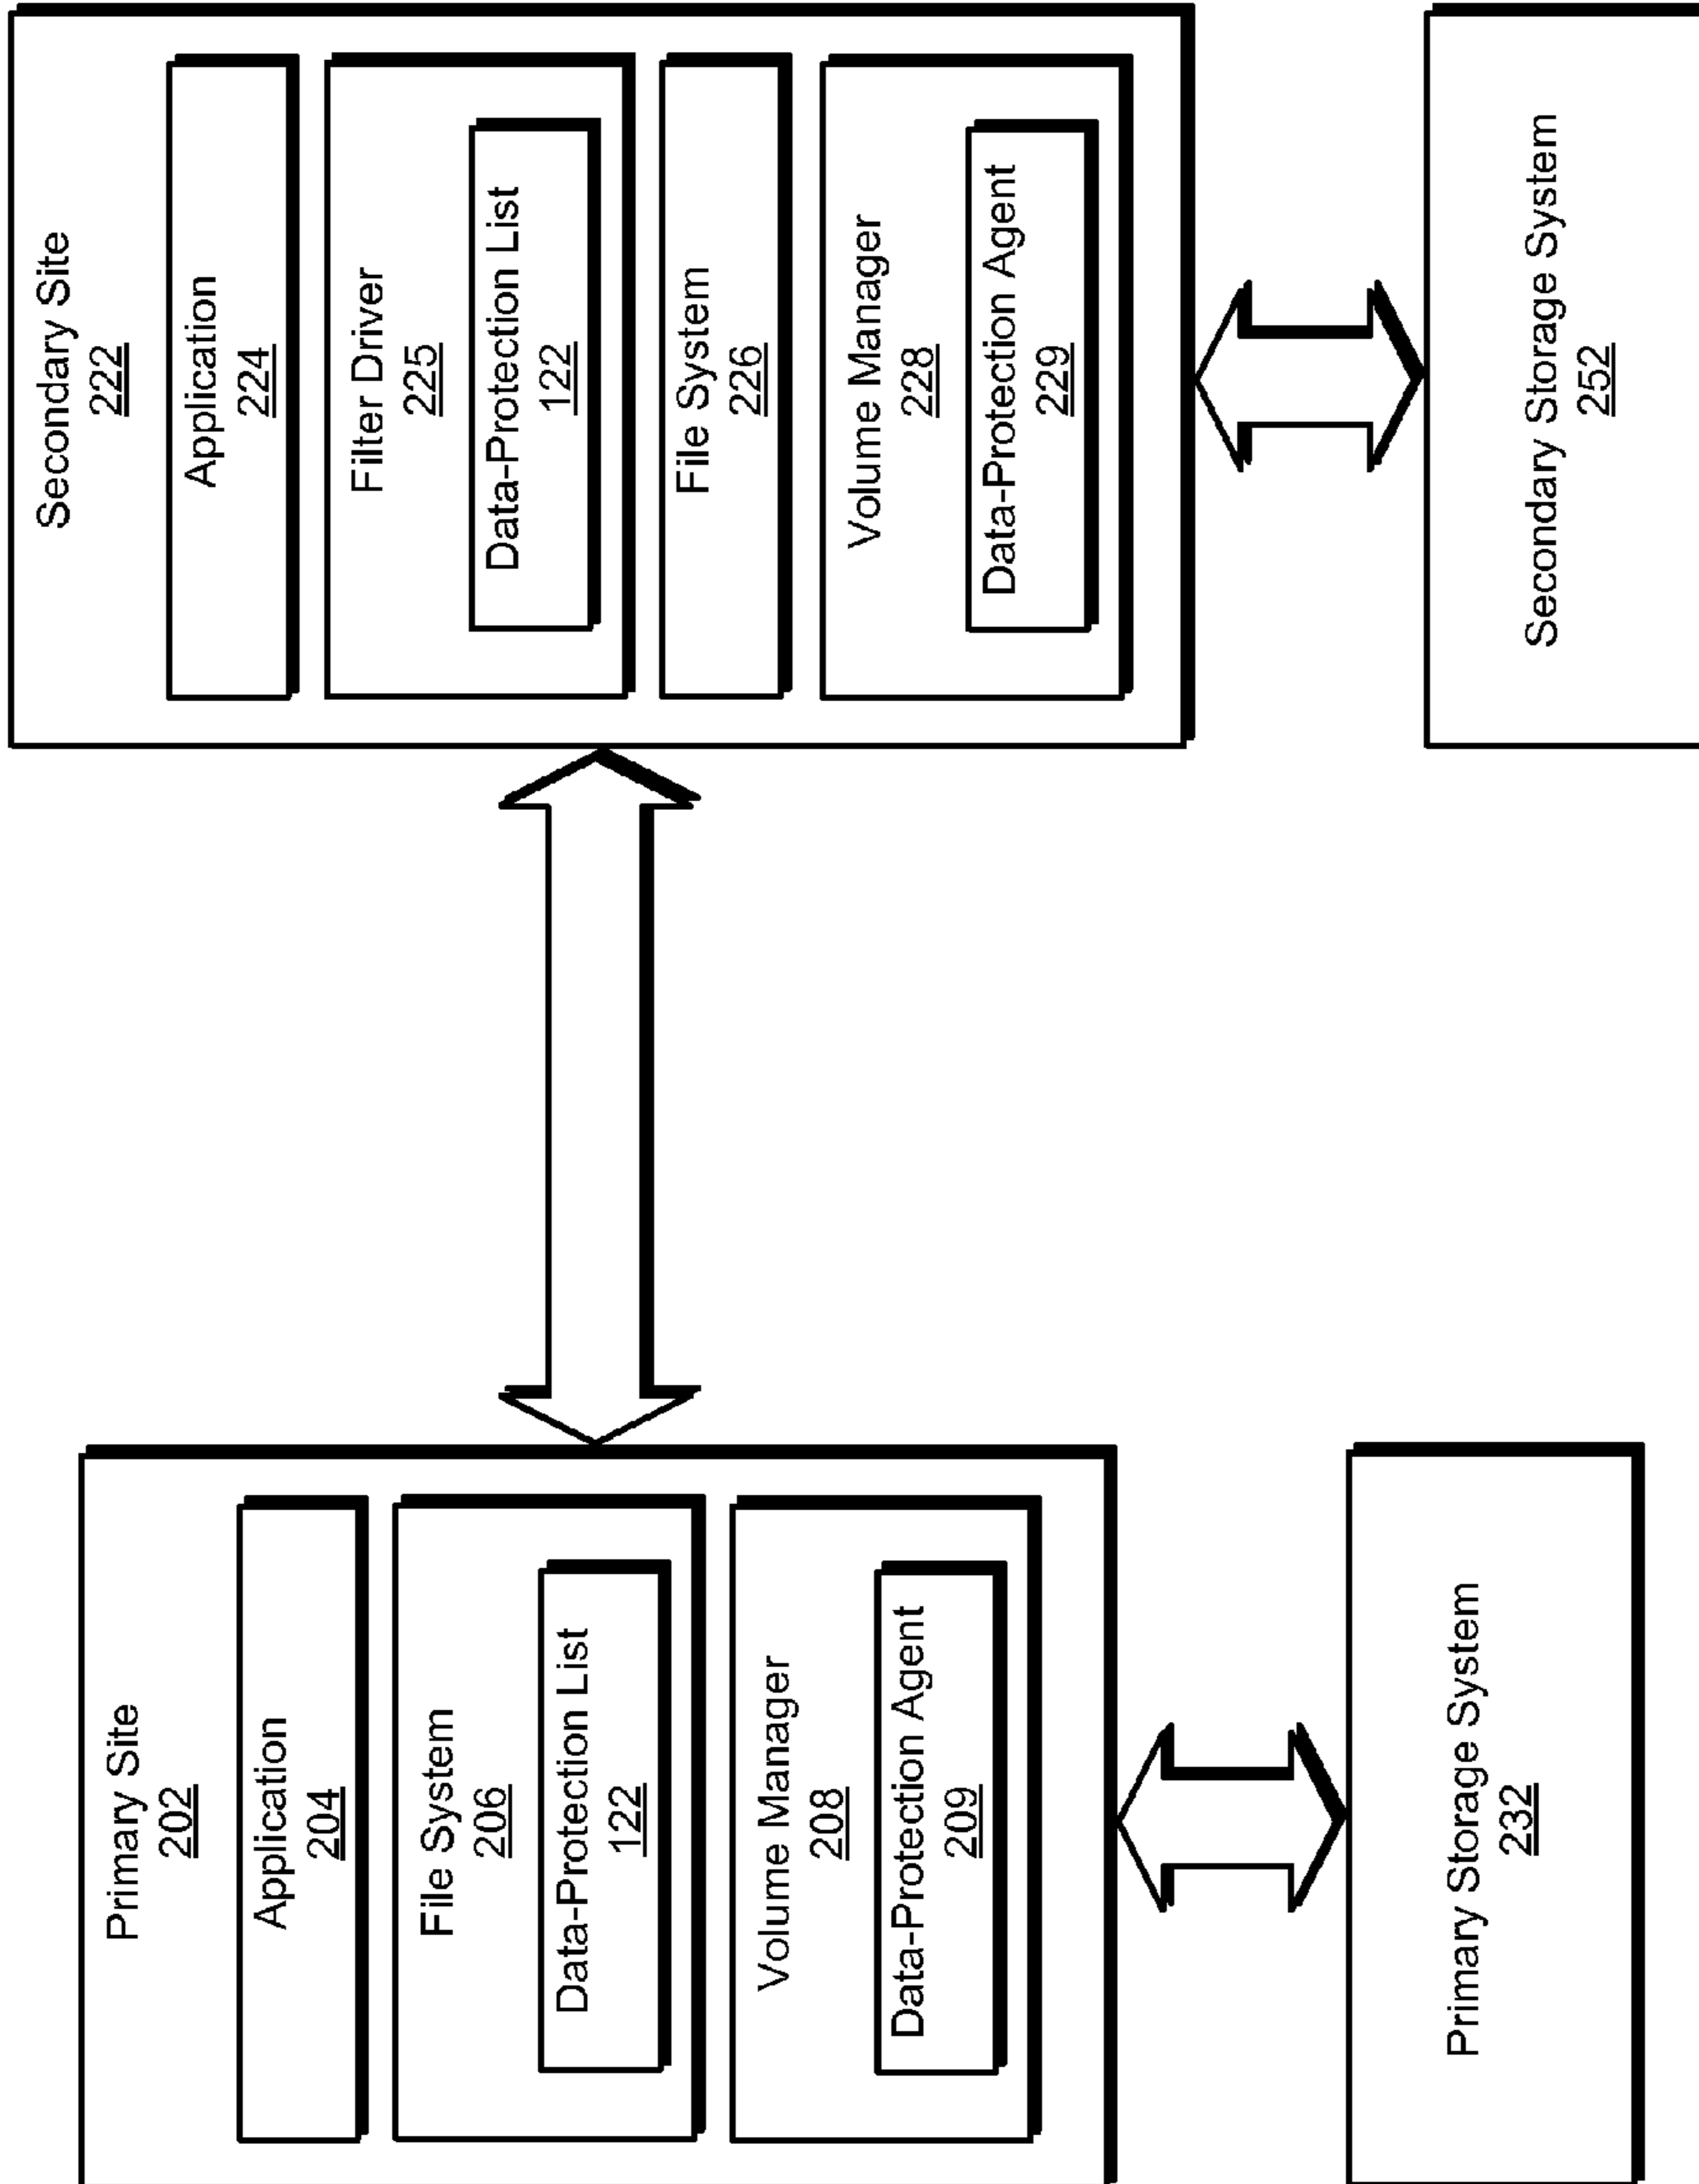 Primary Site
202
Application
204
File System
206
Data-Protection List
122
Volume Manager
208
Data-Protection Agent
209
Primary Storage System
232
Secondary Site
222
Application
224
Filter Driver
225
Data-Protection List
122
File System
226
Volume Manager
228
Data-Protection Agent
229
Secondary Storage System
252